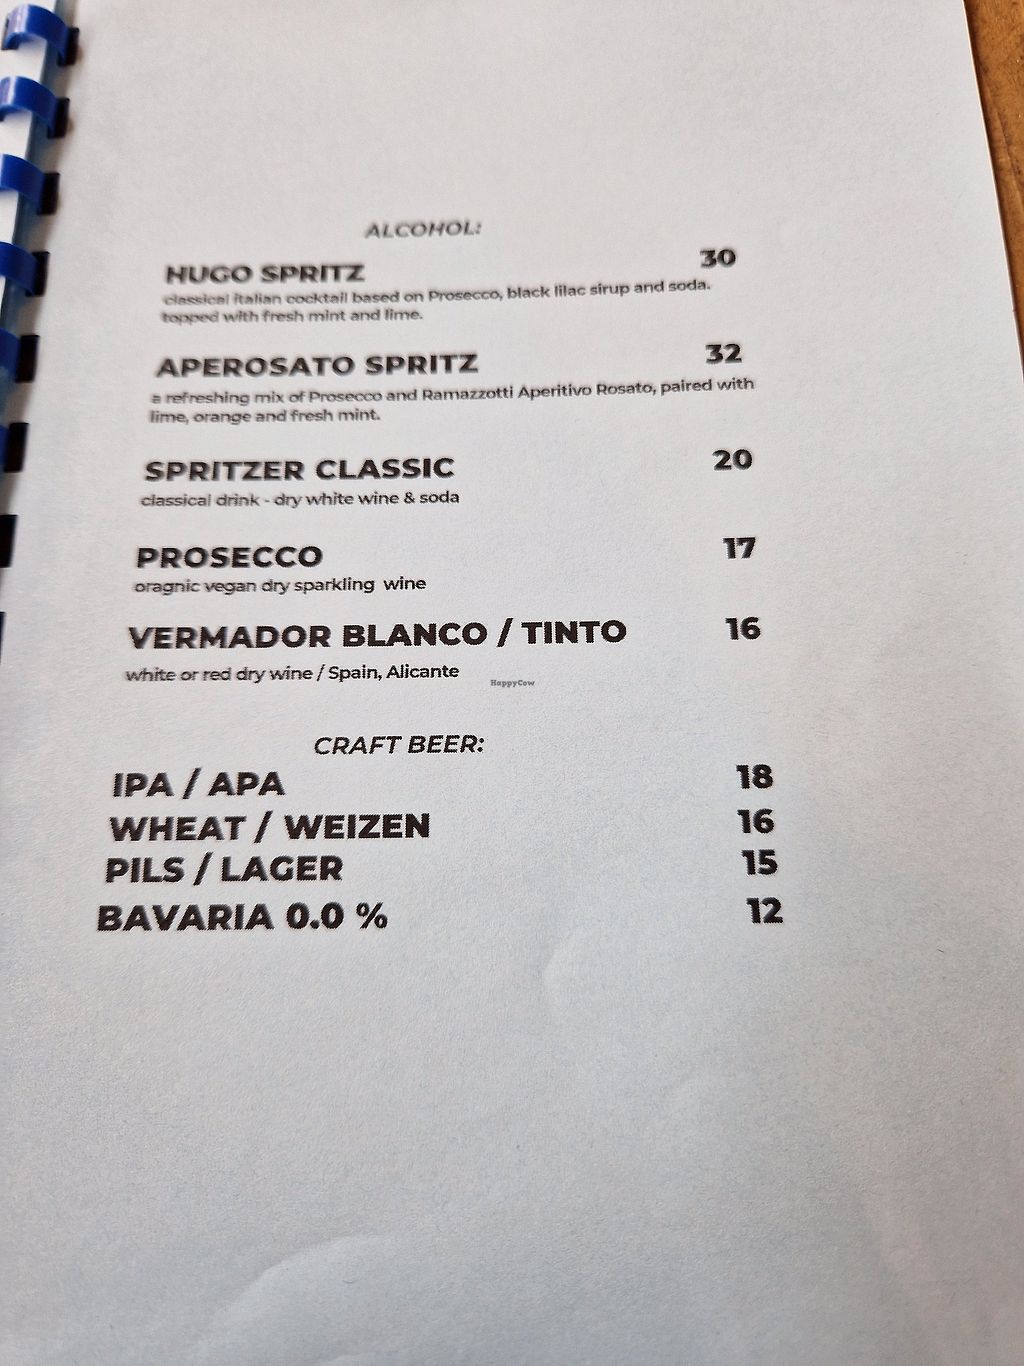 ALCOHOL:
HUGO SPRITZ 30
classical italian cocktail based on Prosecco, black lilac sirup and soda.
topped with fresh mint and lime.
APEROSATO SPRITZ 32
a refreshing mix of Prosecco and Ramazzotti Aperitivo Rosato, paired with
lime, orange and fresh mint.
SPRITZER CLASSIC 20
classical drink - dry white wine & soda
PROSECCO 17
oragnic vegan dry sparkling wine
VERMADOR BLANCO / TINTO 16
white or red dry wine / Spain, Alicante
HappyCow
CRAFT BEER:
IPA / APA 18
WHEAT / WEIZEN 16
PILS / LAGER 15
BAVARIA 0.0 % 12